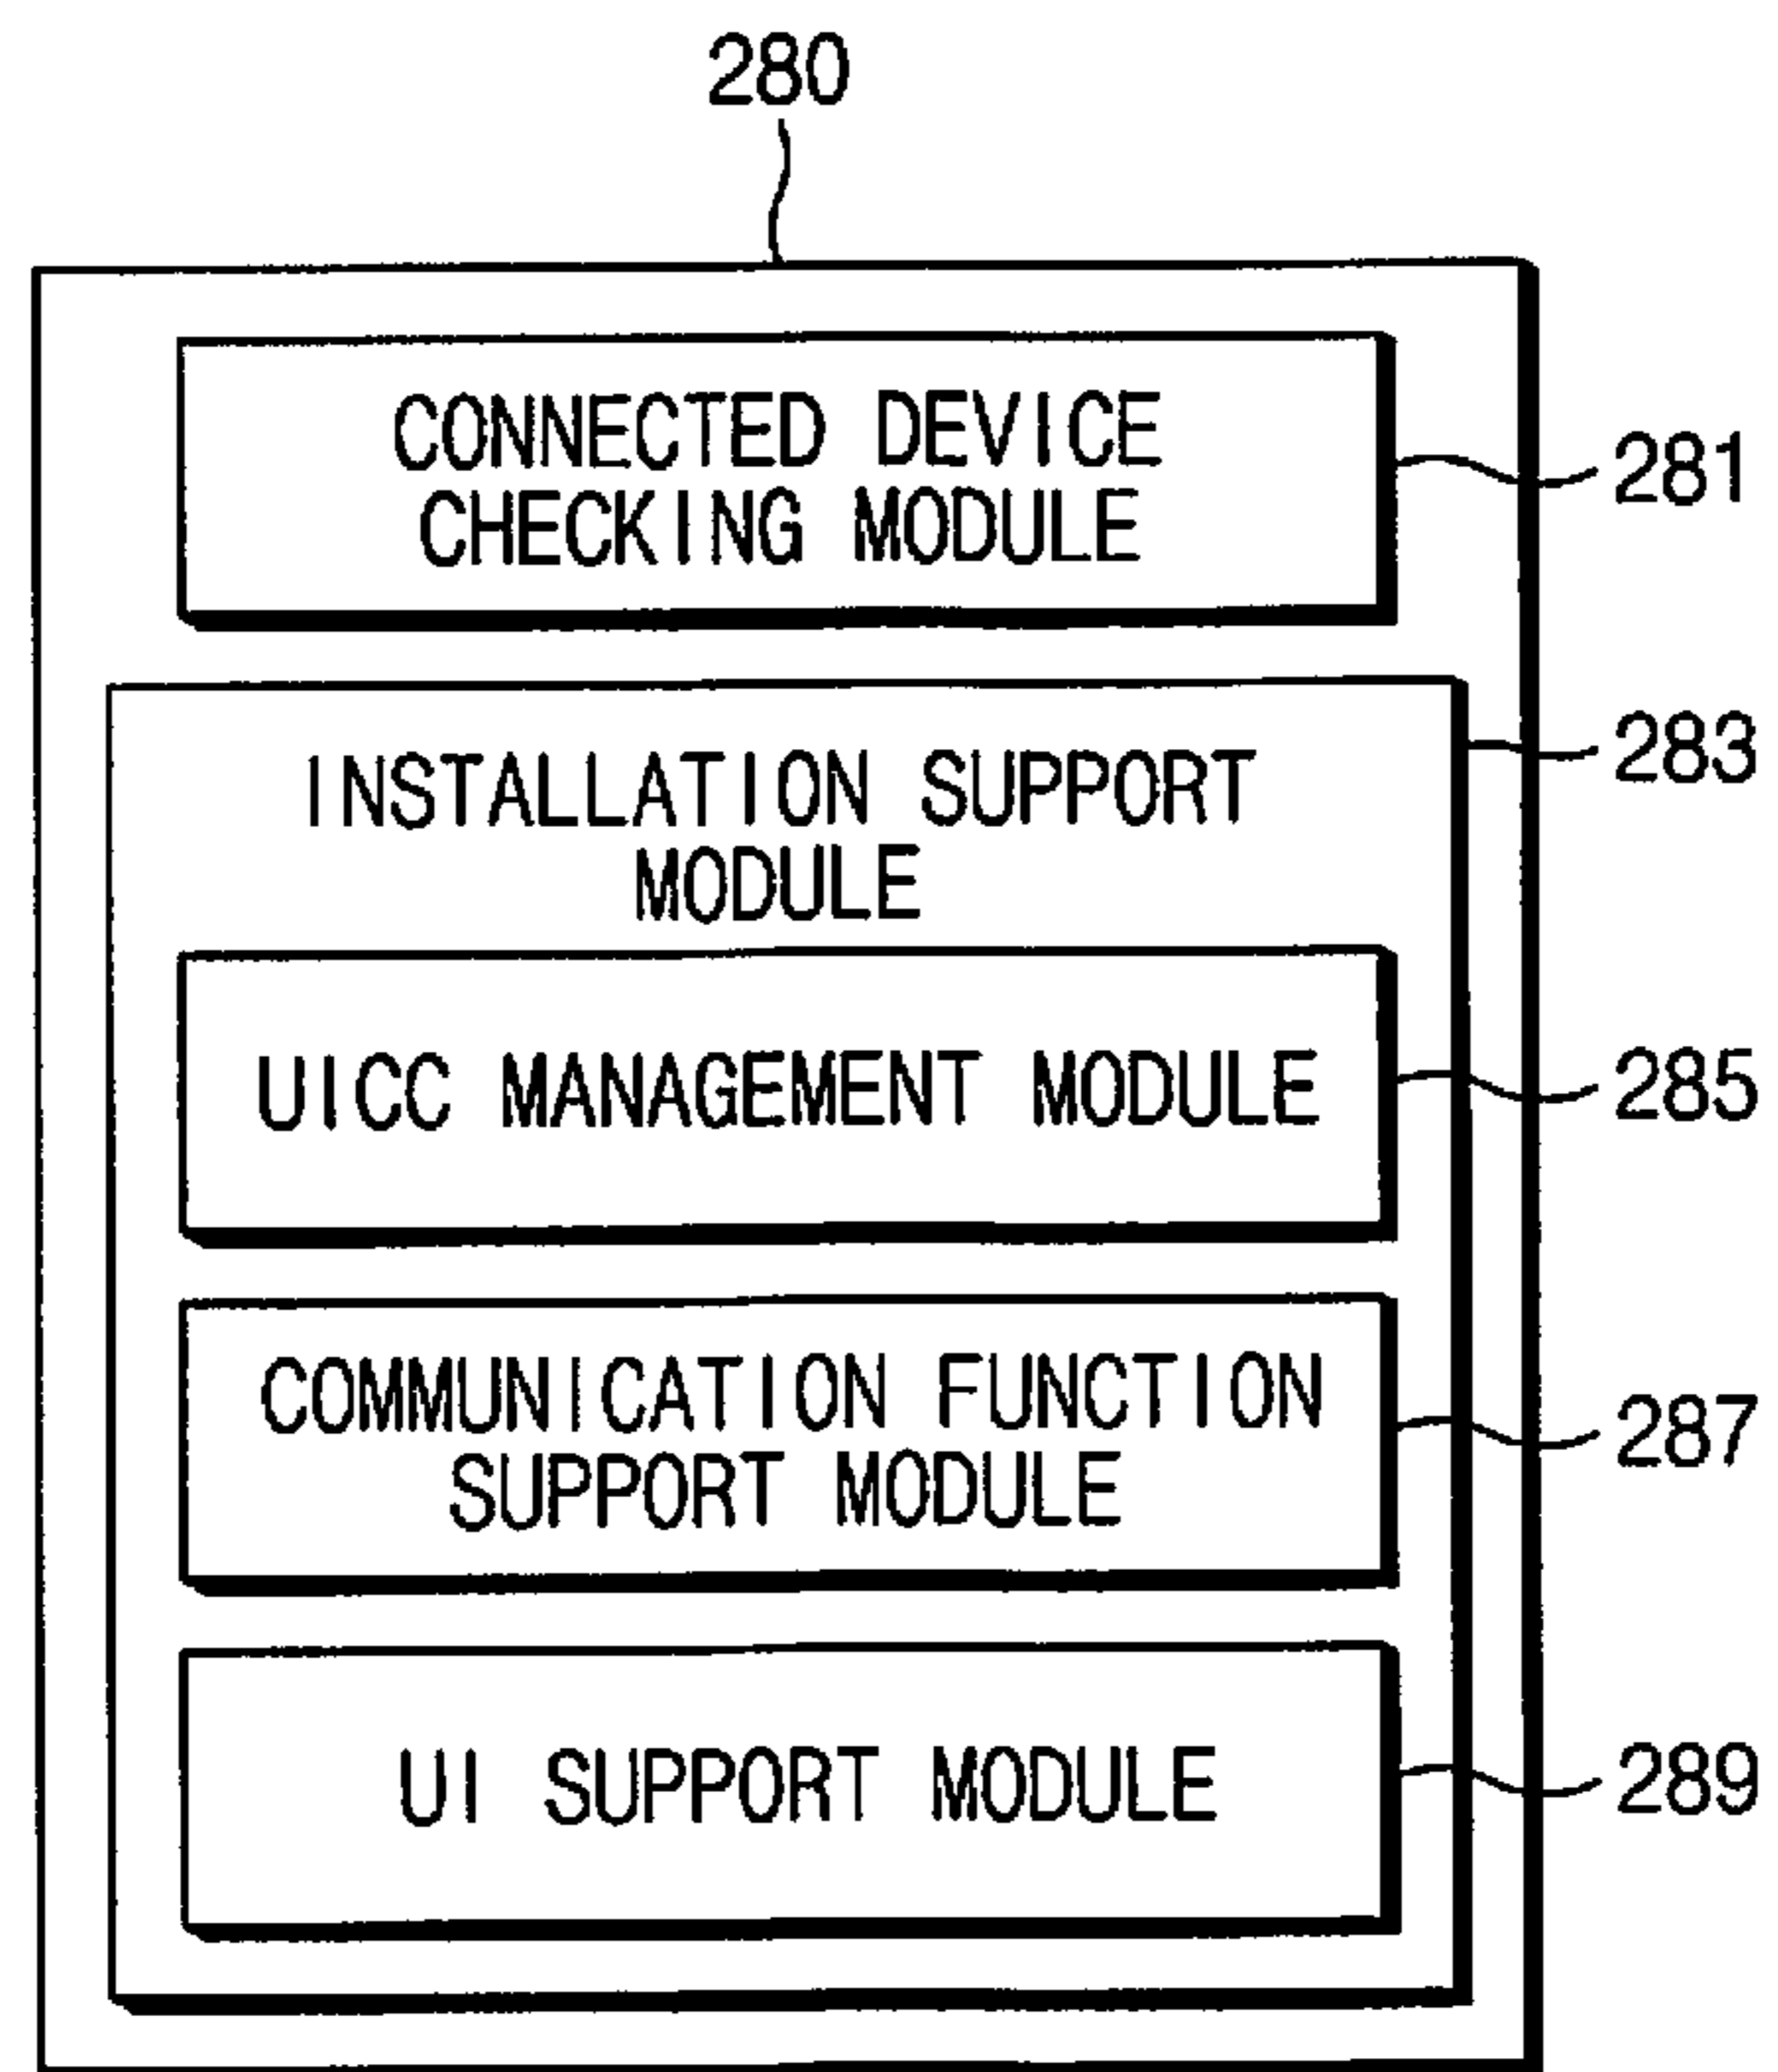 280
CONNECTED DEVICE
CHECKING MODULE
281
INSTALLATION SUPPORT
MODULE
283
UICC MANAGEMENT MODULE
285
COMMUNICATION FUNCTION
SUPPORT MODULE
287
UI SUPPORT MODULE
289